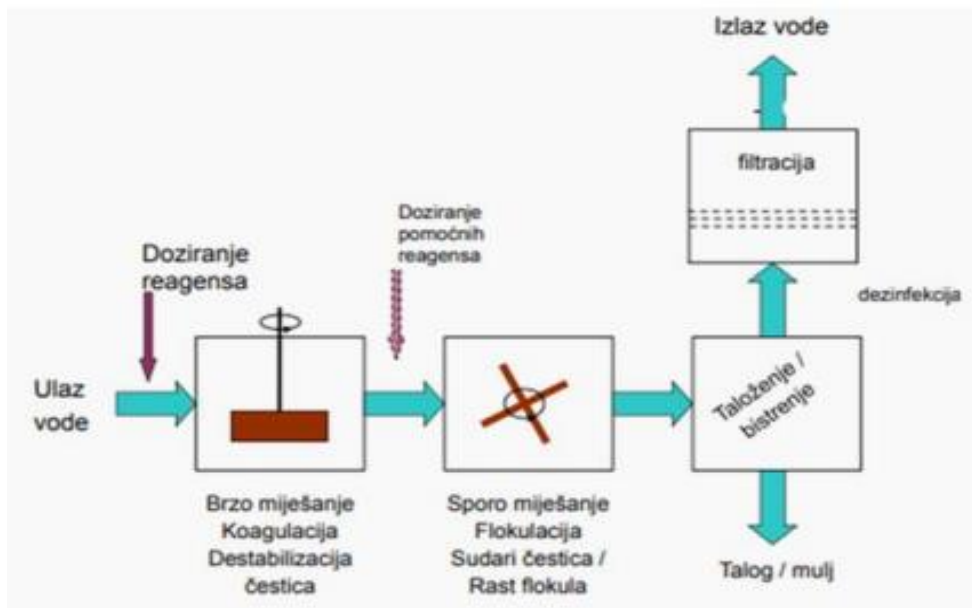 Izlaz vode
filtracija
Doziranje
pomoćnih
reagensa
Doziranje
reagensa
dezinfekcija
Ulaz
vode
Taloženje /
bistrenje
Brzo miješanje
Koagulacija
Destabilizacija
čestica
Sporo miješanje
Flokulacija
Sudari čestica /
Rast flokula
Talog / mulj